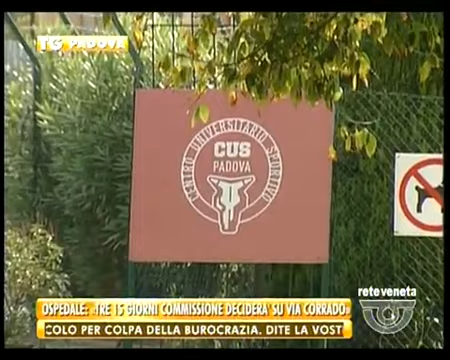 TG PADOVA
CENTRO UNIVERSITARIO SPORTIVO
CUS
PADOVA
reteveneta
OSPEDALE: «TRE 15 GIORNI COMMISSIONE DECIDERA' SU VIA CORRADO»
COLO PER COLPA DELLA BUROCRAZIA. DITE LA VOST